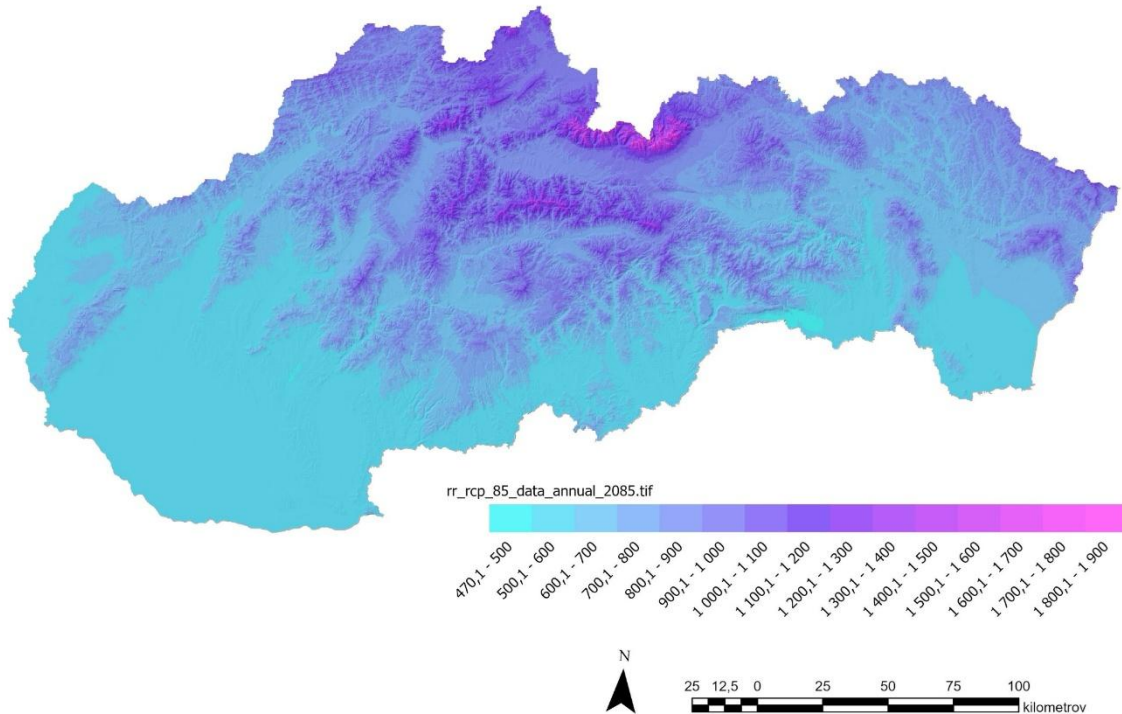 rr_rcp_85_data_annual_2085.tif
470,1 - 500
500,1 - 600
600,1 - 700
700,1 - 800
800,1 - 900
900,1 - 1 000
1 000,1 - 1 100
1 100,1 - 1 200
1 200,1 - 1 300
1 300,1 - 1 400
1 400,1 - 1 500
1 500,1 - 1 600
1 600,1 - 1 700
1 700,1 - 1 800
1 800,1 - 1 900
N
25 12,5 0 25 50 75 100
kilometrov